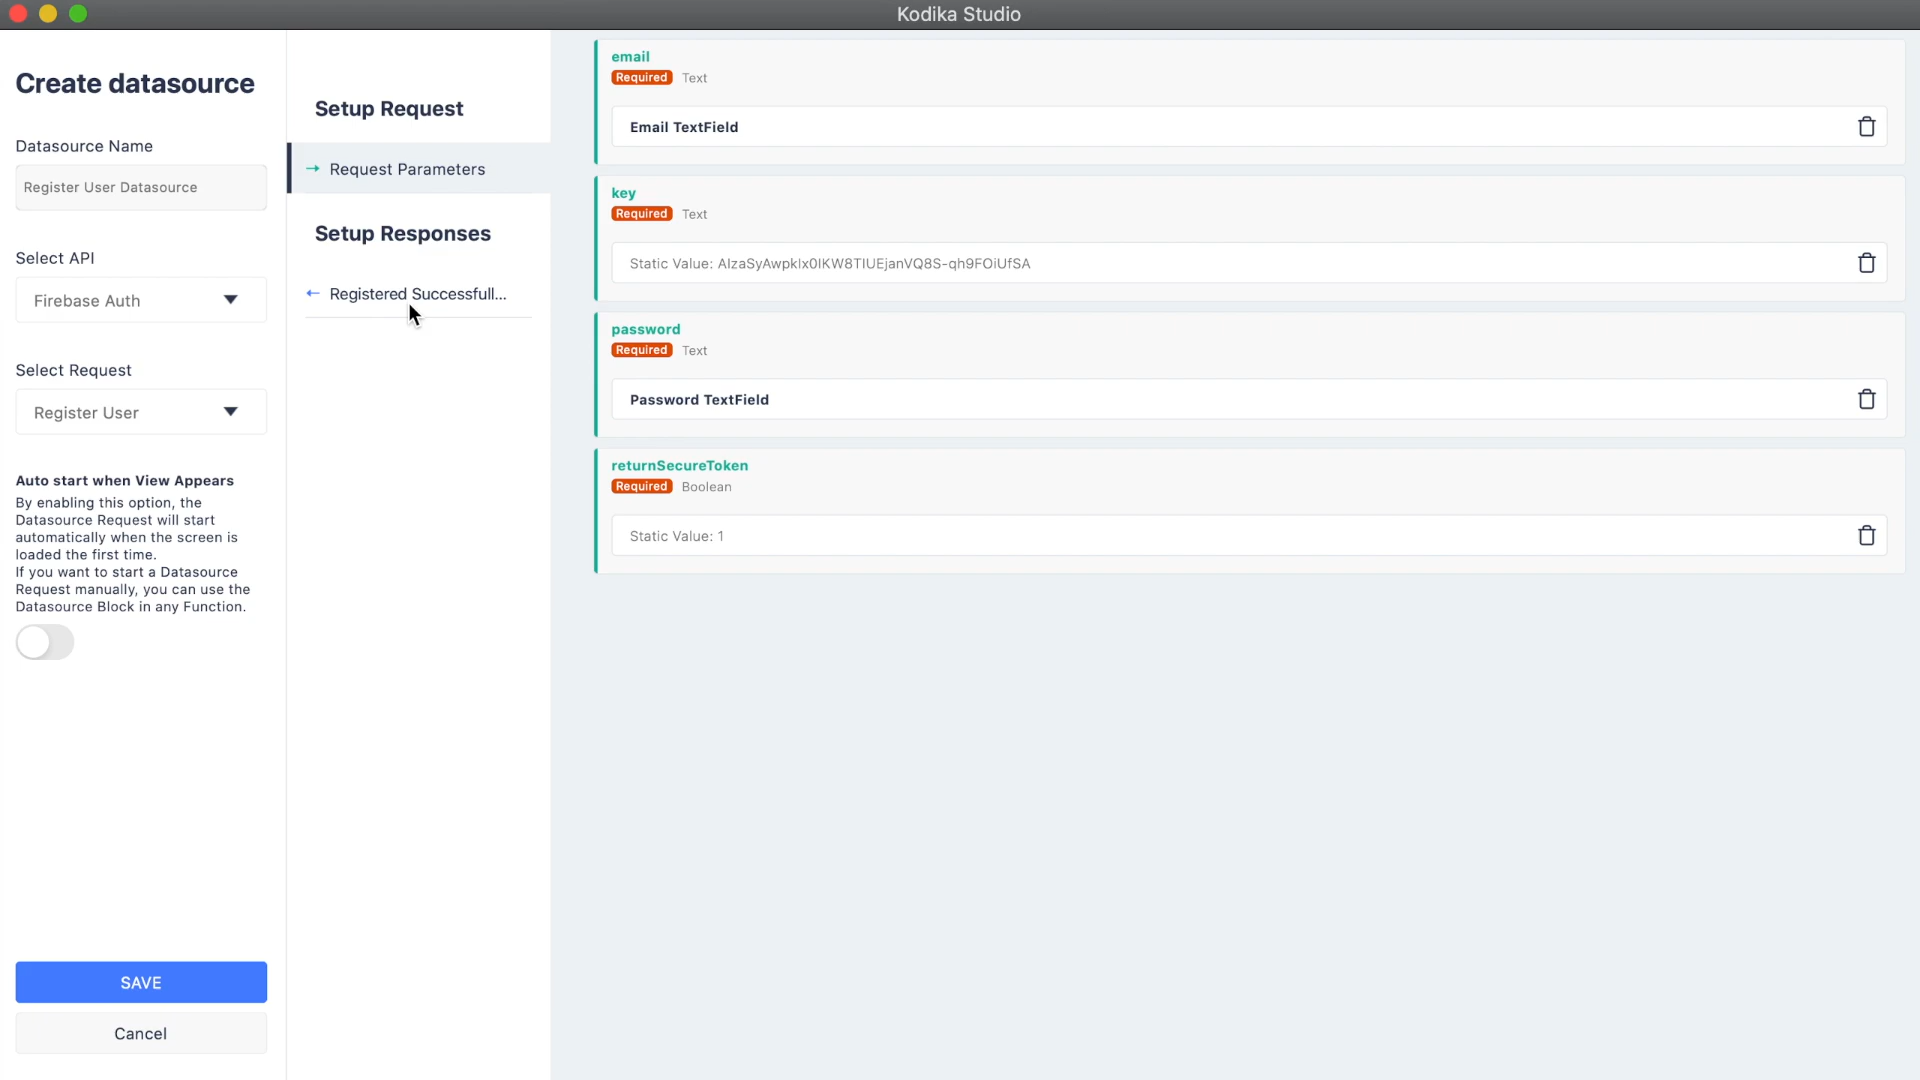 Kodika Studio
Create datasource
Datasource Name
Register User Datasource
Select API
Firebase Auth
Select Request
Register User
Auto start when View Appears
By enabling this option, the
Datasource Request will start
automatically when the screen is
loaded the first time.
If you want to start a Datasource
Request manually, you can use the
Datasource Block in any Function.
SAVE
Cancel
Setup Request
→ Request Parameters
Setup Responses
← Registered Successfull...
email
Required Text
Email TextField
key
Required Text
Static Value: AIzaSyAwpklx0IKW8TIUEjanVQ8S-qh9FOiUfSA
password
Required Text
Password TextField
returnSecureToken
Required Boolean
Static Value: 1